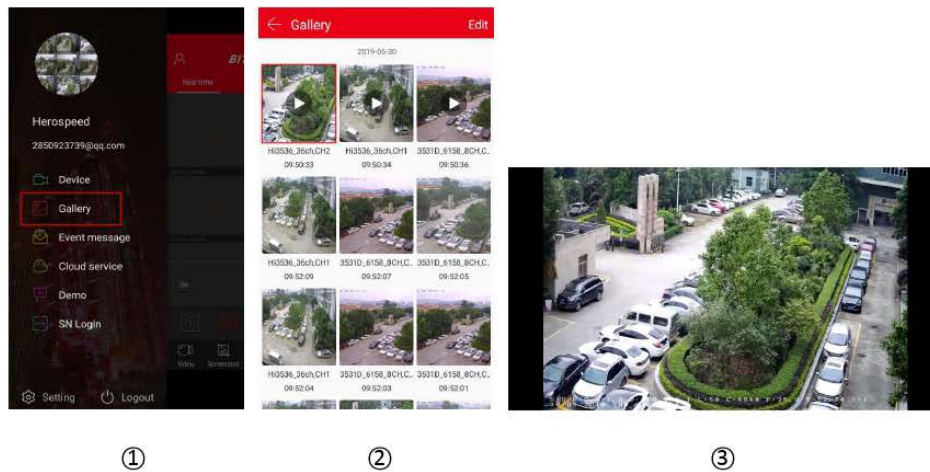 Herospeed
2850923739@qq.com
Device
Gallery
Event message
Cloud service
Demo
SN Login
Setting
Logout
BIT
Real time
Video
Screenshot
①
Gallery
Edit
2019-05-30
Hi3536_36ch,CH2
Hi3536_36ch,CH1
3531D_6158_8CH,C..
09:50:33
09:50:34
09:50:36
Hi3536_36ch,CH1
3531D_6158_8CH,C..
3531D_6158_8CH,C..
09:52:09
09:52:07
09:52:05
Hi3536_36ch,CH1
3531D_6158_8CH,C..
3531D_6158_8CH,C..
09:52:04
09:52:03
09:52:01
②
③